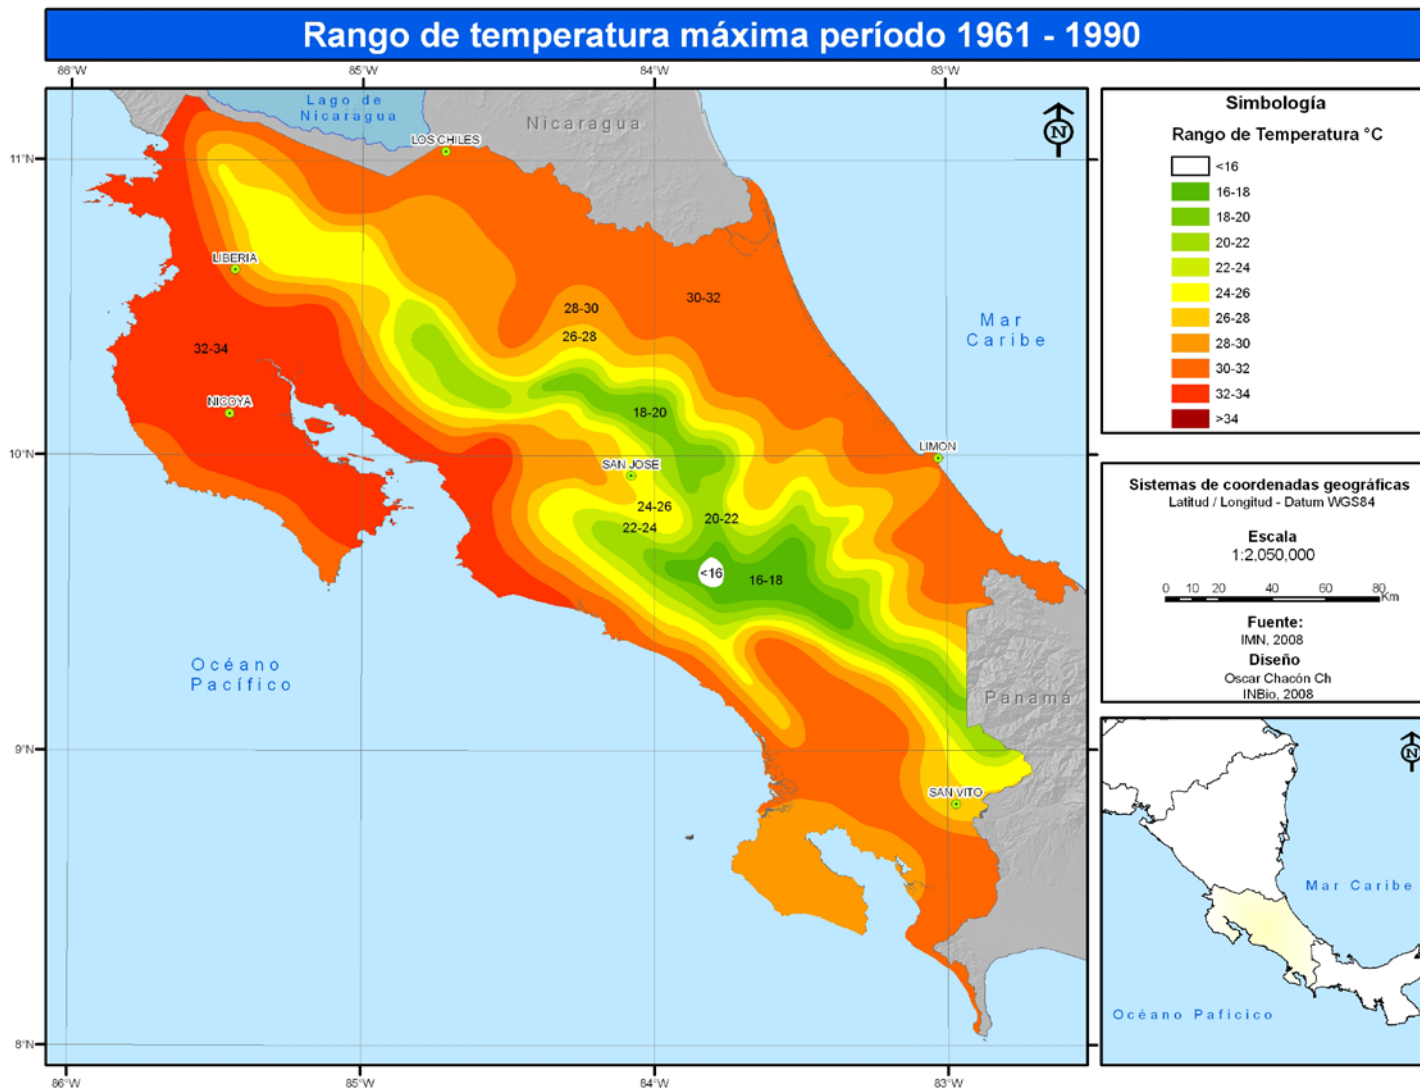 Rango de temperatura máxima período 1961 - 1990
86°W
85°W
84°W
83°W
Lago de
Nicaragua
Nicaragua
N
LOS CHILES
11°N
LIBERIA
Mar
Caribe
30-32
28-30
26-28
32-34
NICOYA
18-20
10°N
LIMON
SAN JOSE
24-26
20-22
22-24
<16
16-18
Océano
Pacífico
Panamá
9°N
SAN VITO
8°N
86°W
85°W
84°W
83°W
Simbología
Rango de Temperatura °C
<16
16-18
18-20
20-22
22-24
24-26
26-28
28-30
30-32
32-34
>34
Sistemas de coordenadas geográficas
Latitud / Longitud - Datum WGS84
Escala
1:2,050,000
0 10 20 40 60 80
Km
Fuente:
IMN, 2008
Diseño
Oscar Chacón Ch
INBio, 2008
N
Mar Caribe
Océano Paficico